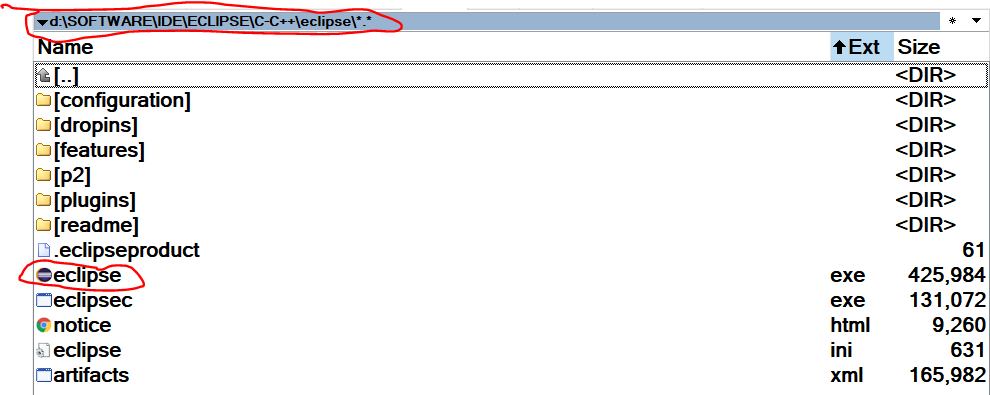 d:\SOFTWARE\IDE\ECLIPSE\C-C++\eclipse\*.* *
Name Ext Size
[..] <DIR>
[configuration] <DIR>
[dropins] <DIR>
[features] <DIR>
[p2] <DIR>
[plugins] <DIR>
[readme] <DIR>
.eclipseproduct 61
eclipse exe 425,984
eclipsec exe 131,072
notice html 9,260
eclipse ini 631
artifacts xml 165,982